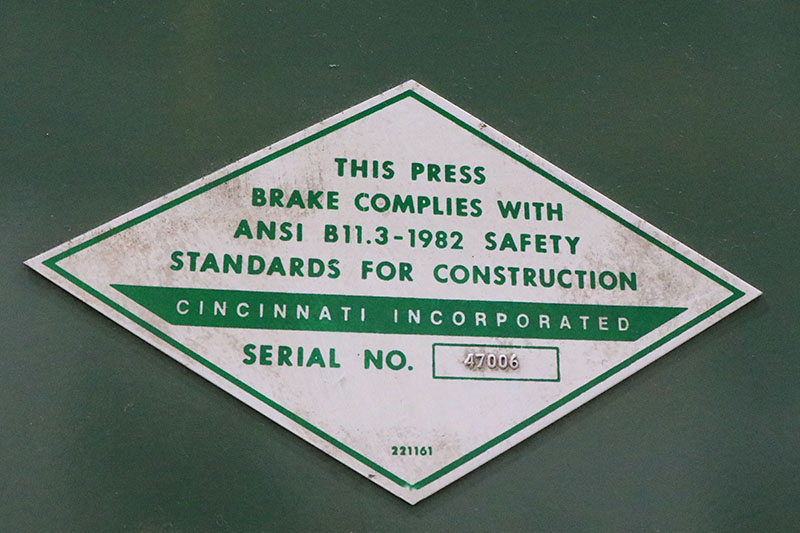 THIS PRESS
BRAKE COMPLIES WITH
ANSI B11.3-1982 SAFETY
STANDARDS FOR CONSTRUCTION
CINCINNATI INCORPORATED
SERIAL NO. 47006
221161